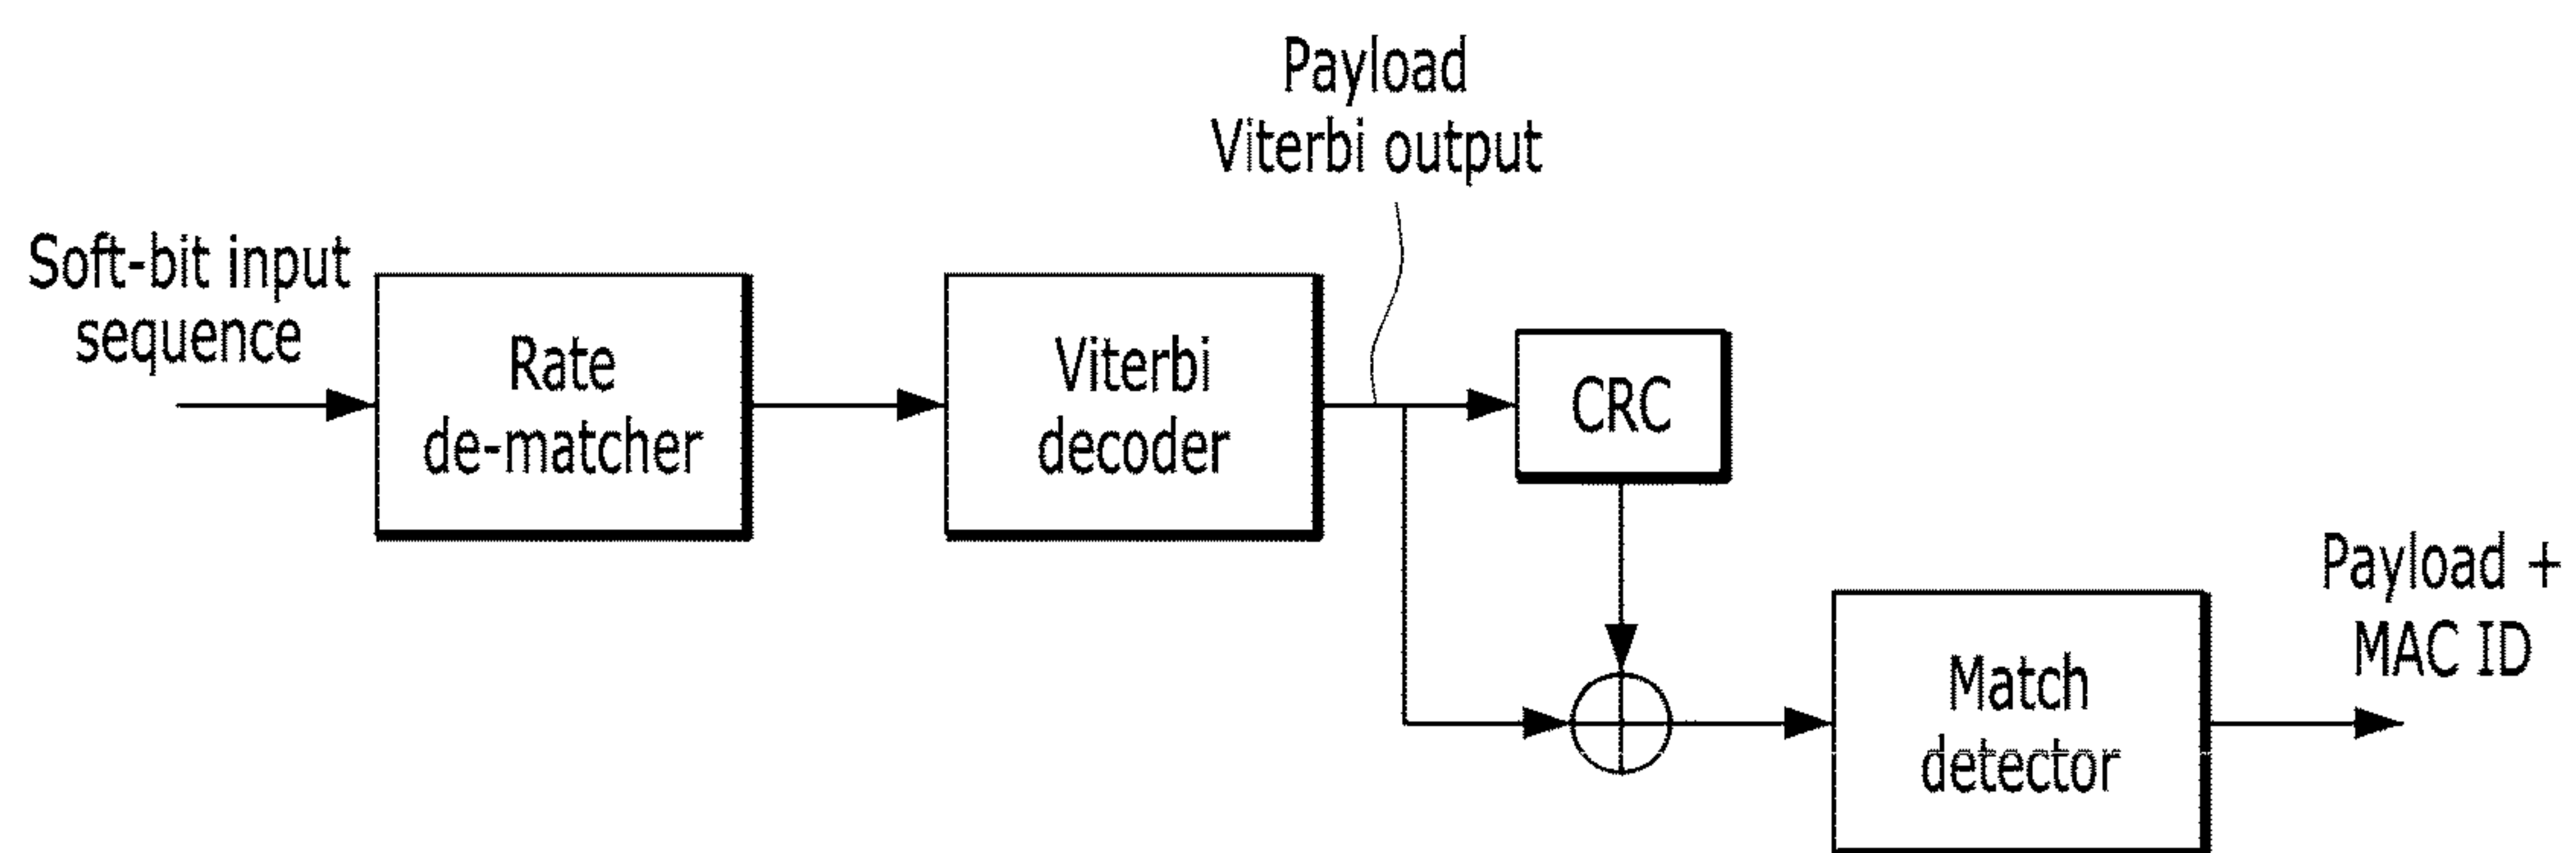 Payload
Viterbi output
Soft-bit input
sequence
Rate
de-matcher
Viterbi
decoder
CRC
Payload +
MAC ID
Match
detector